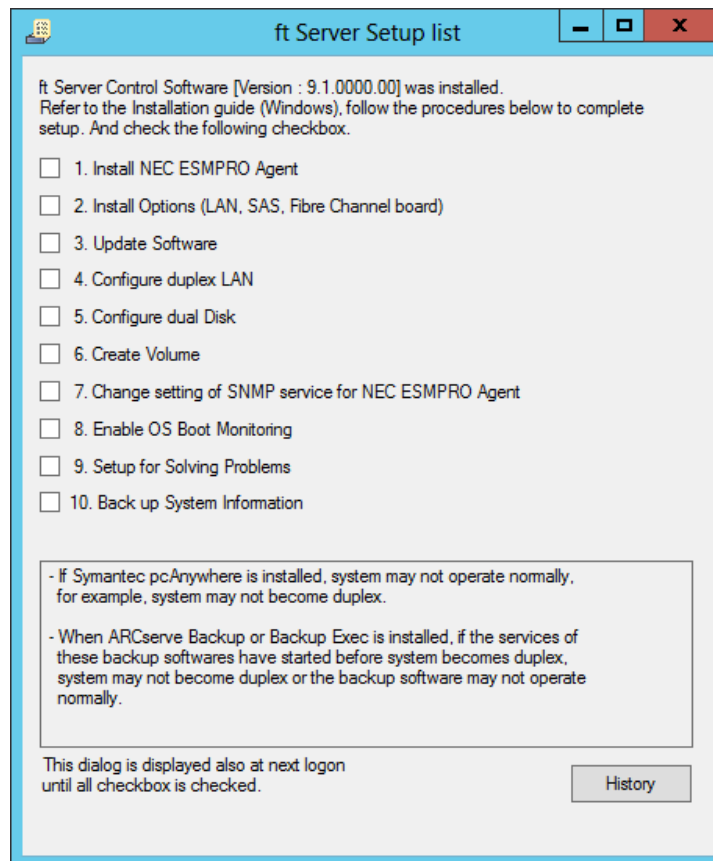 ft Server Setup list
ft Server Control Software [Version : 9.1.0000.00] was installed.
Refer to the Installation guide (Windows), follow the procedures below to complete
setup. And check the following checkbox.
1. Install NEC ESMPRO Agent
2. Install Options (LAN, SAS, Fibre Channel board)
3. Update Software
4. Configure duplex LAN
5. Configure dual Disk
6. Create Volume
7. Change setting of SNMP service for NEC ESMPRO Agent
8. Enable OS Boot Monitoring
9. Setup for Solving Problems
10. Back up System Information
- If Symantec pcAnywhere is installed, system may not operate normally,
for example, system may not become duplex.
- When ARCserve Backup or Backup Exec is installed, if the services of
these backup softwares have started before system becomes duplex,
system may not become duplex or the backup software may not operate
normally.
This dialog is displayed also at next logon
until all checkbox is checked.
History